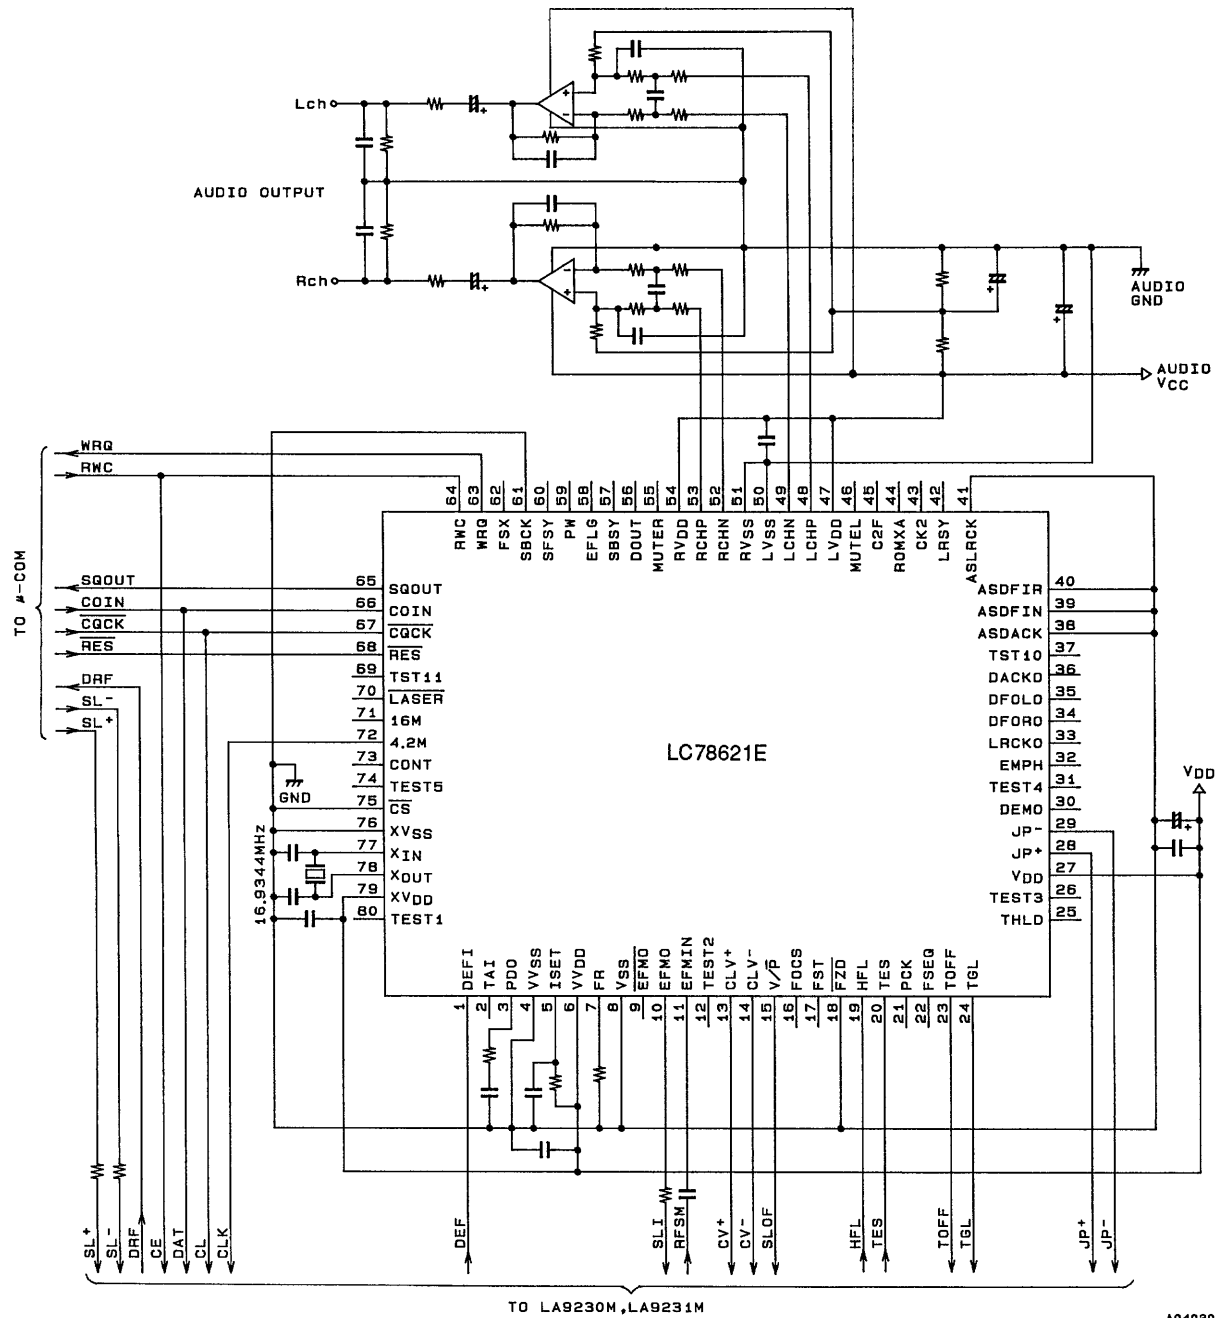 Lch
AUDIO OUTPUT
Rch
AUDIO
GND
AUDIO
VCC
WRQ
RWC
TO μ-COM
SQOUT
COIN
CQCK
RES
DRF
SL-
SL+
64 63 62 61 60 59 58 57 56 55 54 53 52 51 50 49 48 47 46 45 44 43 42 41
RWC WRQ FSX SBCK SFSY PW EFLG SBSY DOUT MUTER RVDD RCHP RCHN RVSS LVSS LCHN LCHP LVDD MUTEL C2F ROMXA CK2 LRSY ASLRCK
65 SQOUT
66 COIN
67 CQCK
68 RES
69 TST11
70 LASER
71 16M
72 4.2M
73 CONT
74 TEST5
75 CS
76 XVSS
77 XIN
78 XOUT
79 XVDD
80 TEST1
GND
16.9344MHz
LC78621E
ASDFIR 40
ASDFIN 39
ASDACK 38
TST10 37
DACKO 36
DFOLO 35
DFORO 34
LRCKO 33
EMPH 32
TEST4 31
DEMO 30
JP- 29
JP+ 28
VDD 27
TEST3 26
THLD 25
VDD
DEFI TAI PDO VVSS ISET VVDD FR VSS EFMO EFMO EFMIN TEST2 CLV+ CLV- V/P FOCS FST FZD HFL TES PCK FSEQ TOFF TGL
1 2 3 4 5 6 7 8 9 10 11 12 13 14 15 16 17 18 19 20 21 22 23 24
SL+ SL- DRF CE DAT CL CLK DEF SLI RFSM CV+ CV- SLOF HFL TES TOFF TGL JP+ JP-
TO LA9230M,LA9231M